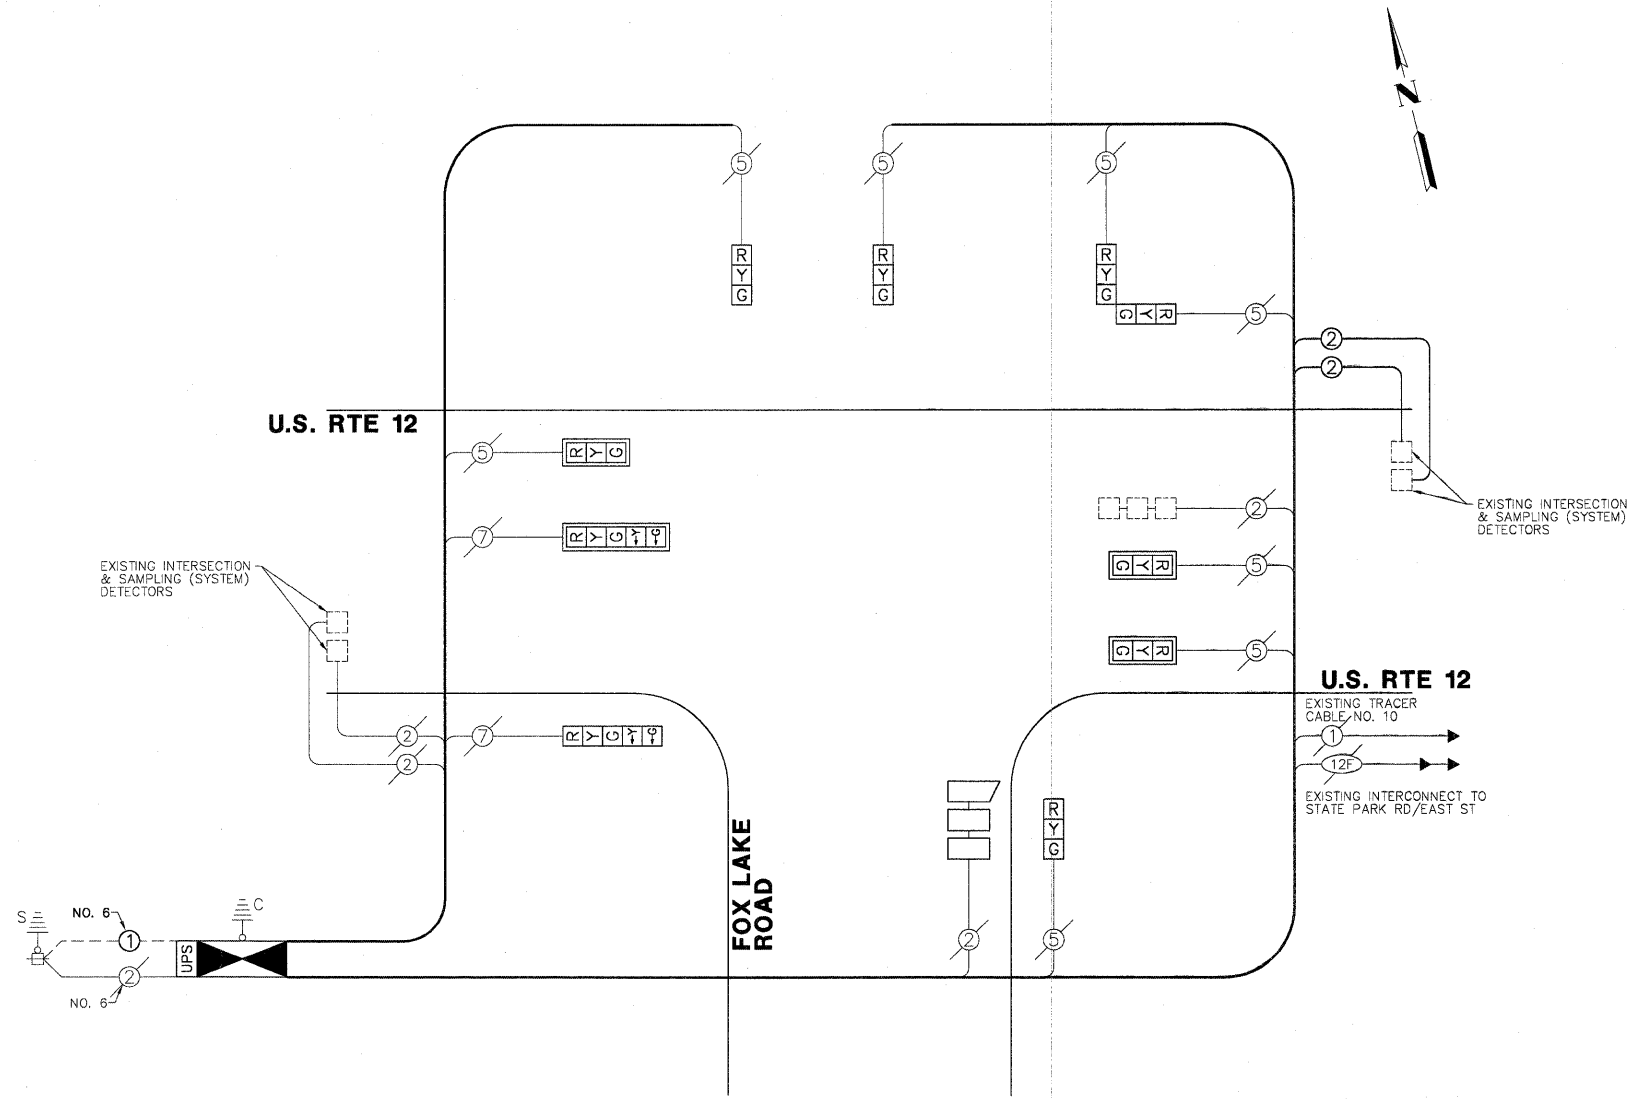 N
5
5
5
R
Y
G
R
Y
G
R
Y
G
R Y G
5
2
2
U.S. RTE 12
5
R Y G
2
EXISTING INTERSECTION
& SAMPLING (SYSTEM)
DETECTORS
7
R Y G ←Y ←G
R Y G
5
EXISTING INTERSECTION
& SAMPLING (SYSTEM)
DETECTORS
R Y G
5
U.S. RTE 12
EXISTING TRACER
CABLE NO. 10
2
7
R Y G ←Y ←G
1
2
12F
EXISTING INTERCONNECT TO
STATE PARK RD/EAST ST
R
Y
G
FOX LAKE
ROAD
S
NO. 6
C
1
UPS
2
5
2
NO. 6